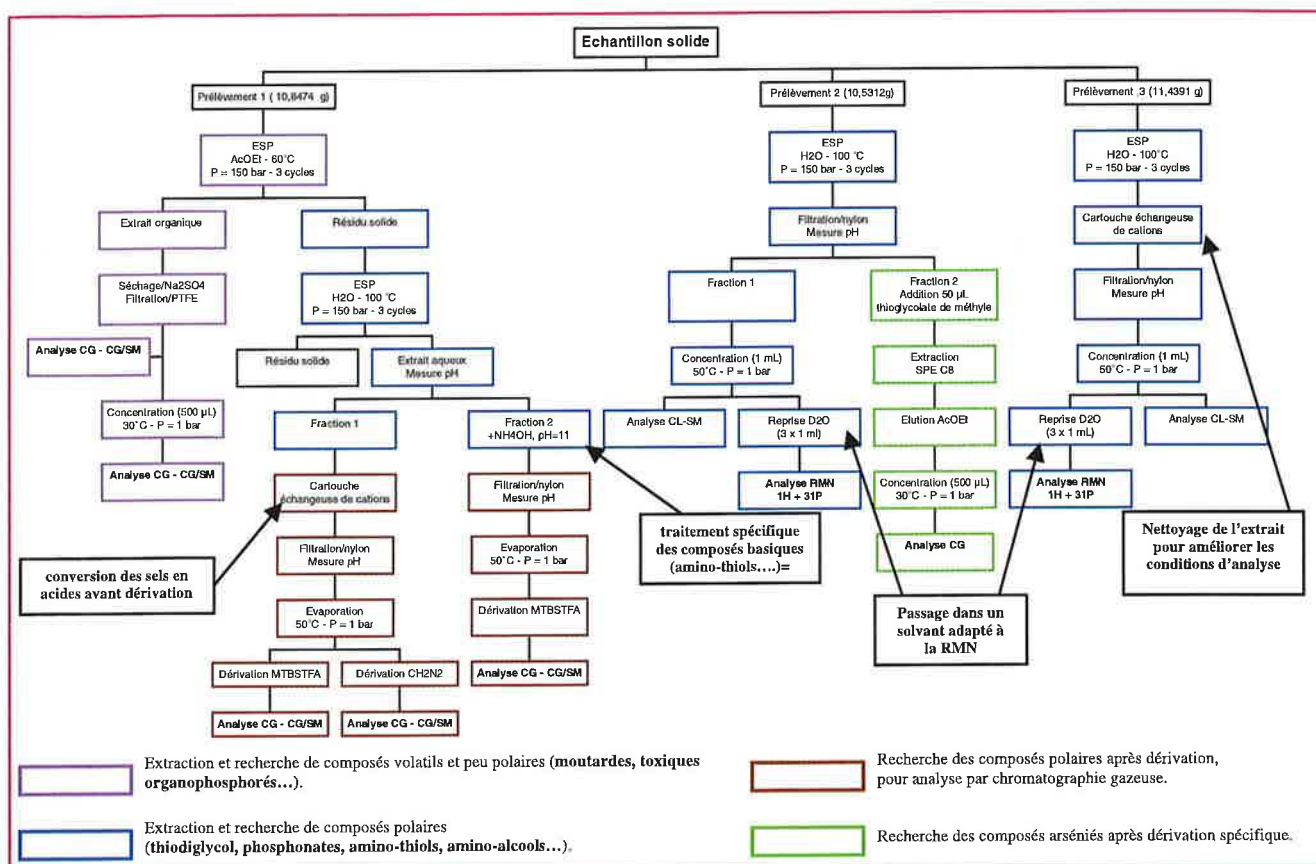 Echantillon solide
Prélèvement 1 ( 10,8474 g)
Prélèvement 2 (10,5312g)
Prélèvement .3 (11,4391 g)
ESP
AcOEt - 60°C
P = 150 bar - 3 cycles
ESP
H2O - 100 °C
P = 150 bar - 3 cycles
ESP
H2O - 100°C
P = 150 bar - 3 cycles
Extrait organique
Résidu solide
Filtration/nylon
Mesure pH
Cartouche échangeuse
de cations
Séchage/Na2SO4
Filtration/PTFE
ESP
H2O - 100°C
P = 150 bar - 3 cycles
Fraction 1
Fraction 2
Addition 50 µL
thioglycolate de méthyle
Filtration/nylon
Mesure pH
Analyse CG - CG/SM
Résidu solide
Extrait aqueux
Mesure pH
Concentration (1 mL)
50°C - P = 1 bar
Extraction
SPE C8
Concentration (1 mL)
50°C - P = 1 bar
Concentration (500 µL)
30°C - P = 1 bar
Fraction 1
Fraction 2
+NH4OH, pH=11
Analyse CL-SM
Reprise D2O
(3 x 1 ml)
Elution AcOEt
Reprise D2O
(3 x 1 mL)
Analyse CL-SM
Analyse CG - CG/SM
Cartouche
échangeuse de cations
Filtration/nylon
Mesure pH
Analyse RMN
1H + 31P
Concentration (500 µL)
30°C - P = 1 bar
Analyse RMN
1H + 31P
Filtration/nylon
Mesure pH
Evaporation
50°C - P = 1 bar
traitement spécifique
des composés basiques
(amino-thiols….)=
Analyse CG
Nettoyage de l'extrait
pour améliorer les
conditions d'analyse
conversion des sels en
acides avant dérivation
Evaporation
50°C - P = 1 bar
Dérivation MTBSTFA
Passage dans un
solvant adapté à
la RMN
Dérivation MTBSTFA
Dérivation CH2N2
Analyse CG - CG/SM
Analyse CG - CG/SM
Analyse CG - CG/SM
Extraction et recherche de composés volatils et peu polaires (moutardes, toxiques
organophosphorés…).
Recherche des composés polaires après dérivation,
pour analyse par chromatographie gazeuse.
Extraction et recherche de composés polaires
(thiodiglycol, phosphonates, amino-thiols, amino-alcools…).
Recherche des composés arséniés après dérivation spécifique.